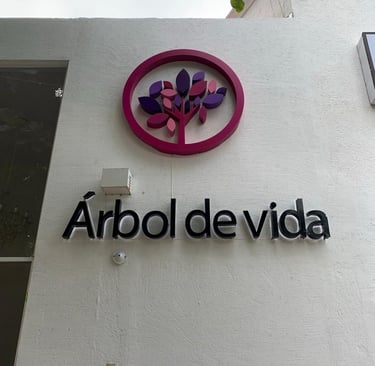 Árbol de vida